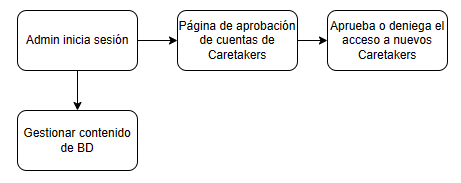 Admin inicia sesión
Página de aprobación
de cuentas de
Caretakers
Aprueba o deniega el
acceso a nuevos
Caretakers
Gestionar contenido
de BD